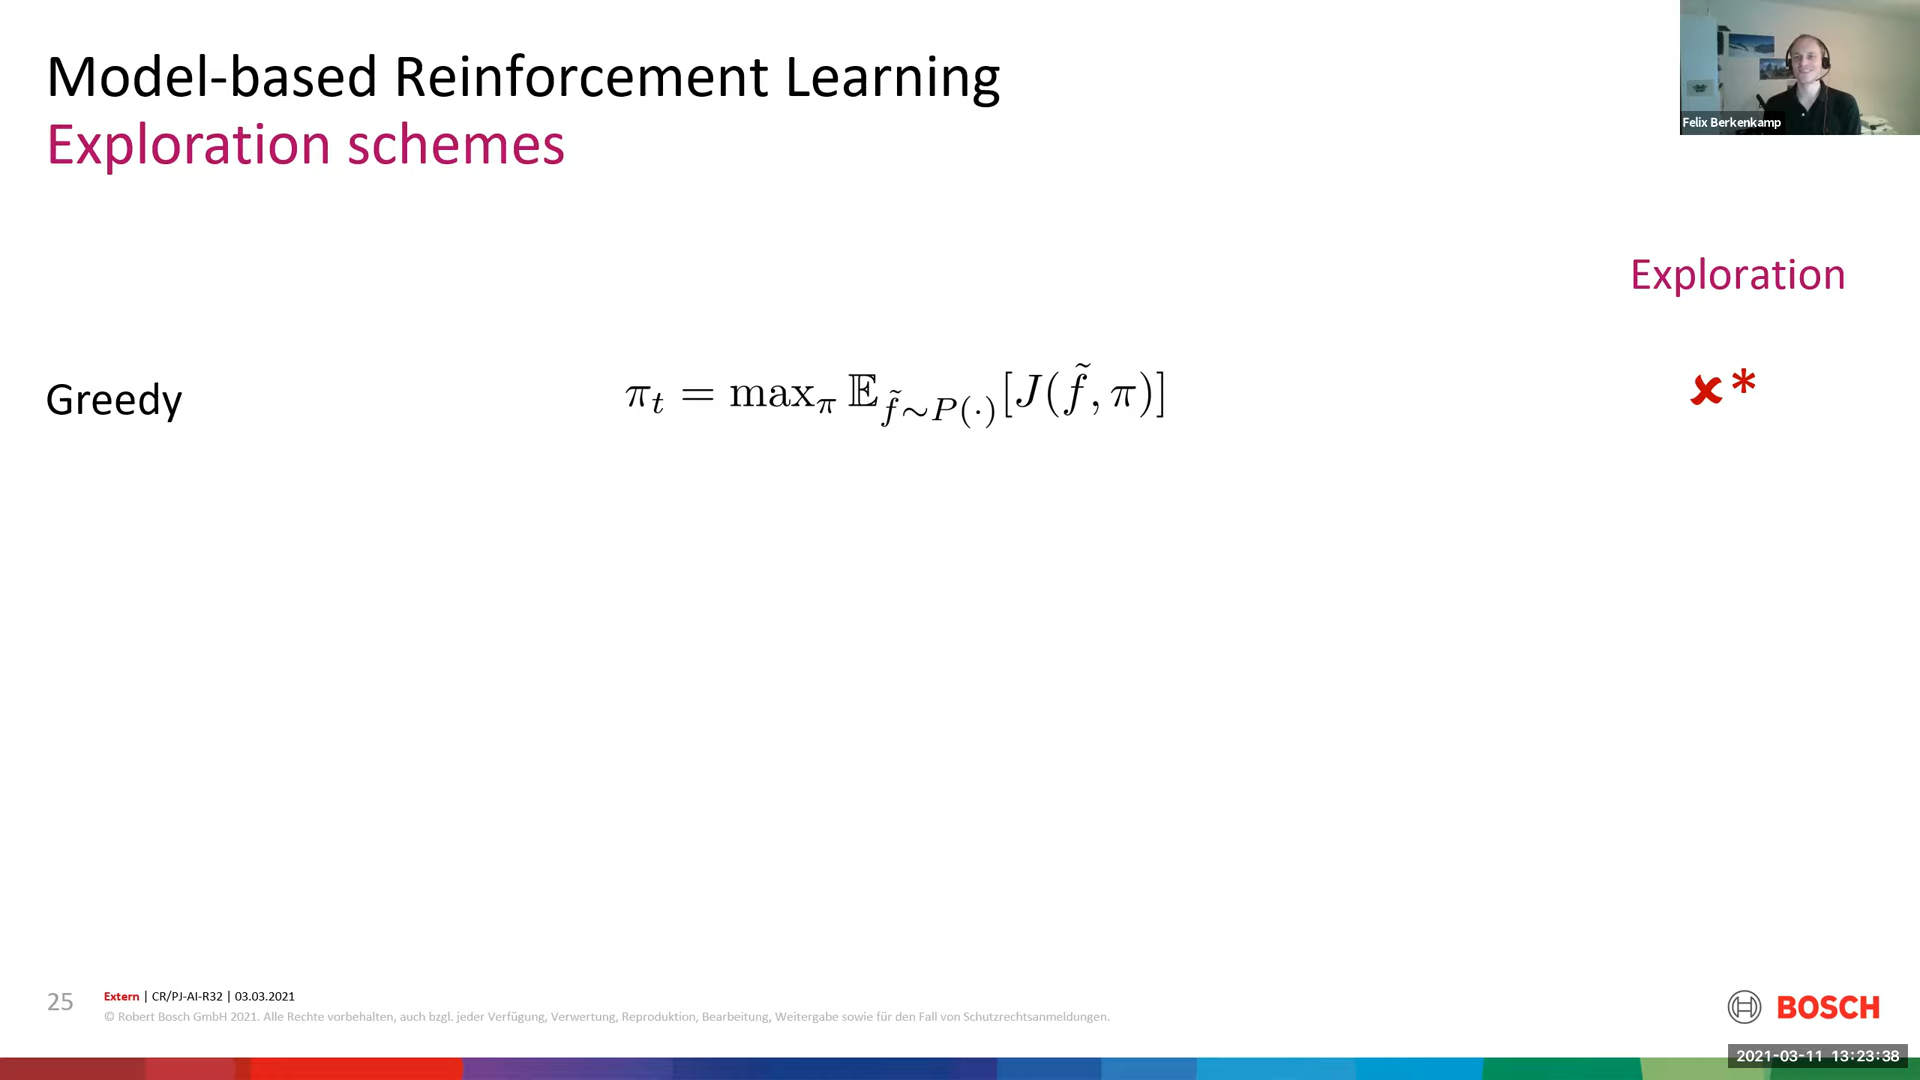 Model-based Reinforcement Learning
Exploration schemes
Felix Berkenkamp
Exploration
Greedy
π_t = max_π 𝔼_{f̃∼P(·)}[J(f̃, π)]
✘*
25
Extern | CR/PJ-AI-R32 | 03.03.2021
© Robert Bosch GmbH 2021. Alle Rechte vorbehalten, auch bzgl. jeder Verfügung, Verwertung, Reproduktion, Bearbeitung, Weitergabe sowie für den Fall von Schutzrechtsanmeldungen.
BOSCH
2021-03-11 13:23:38